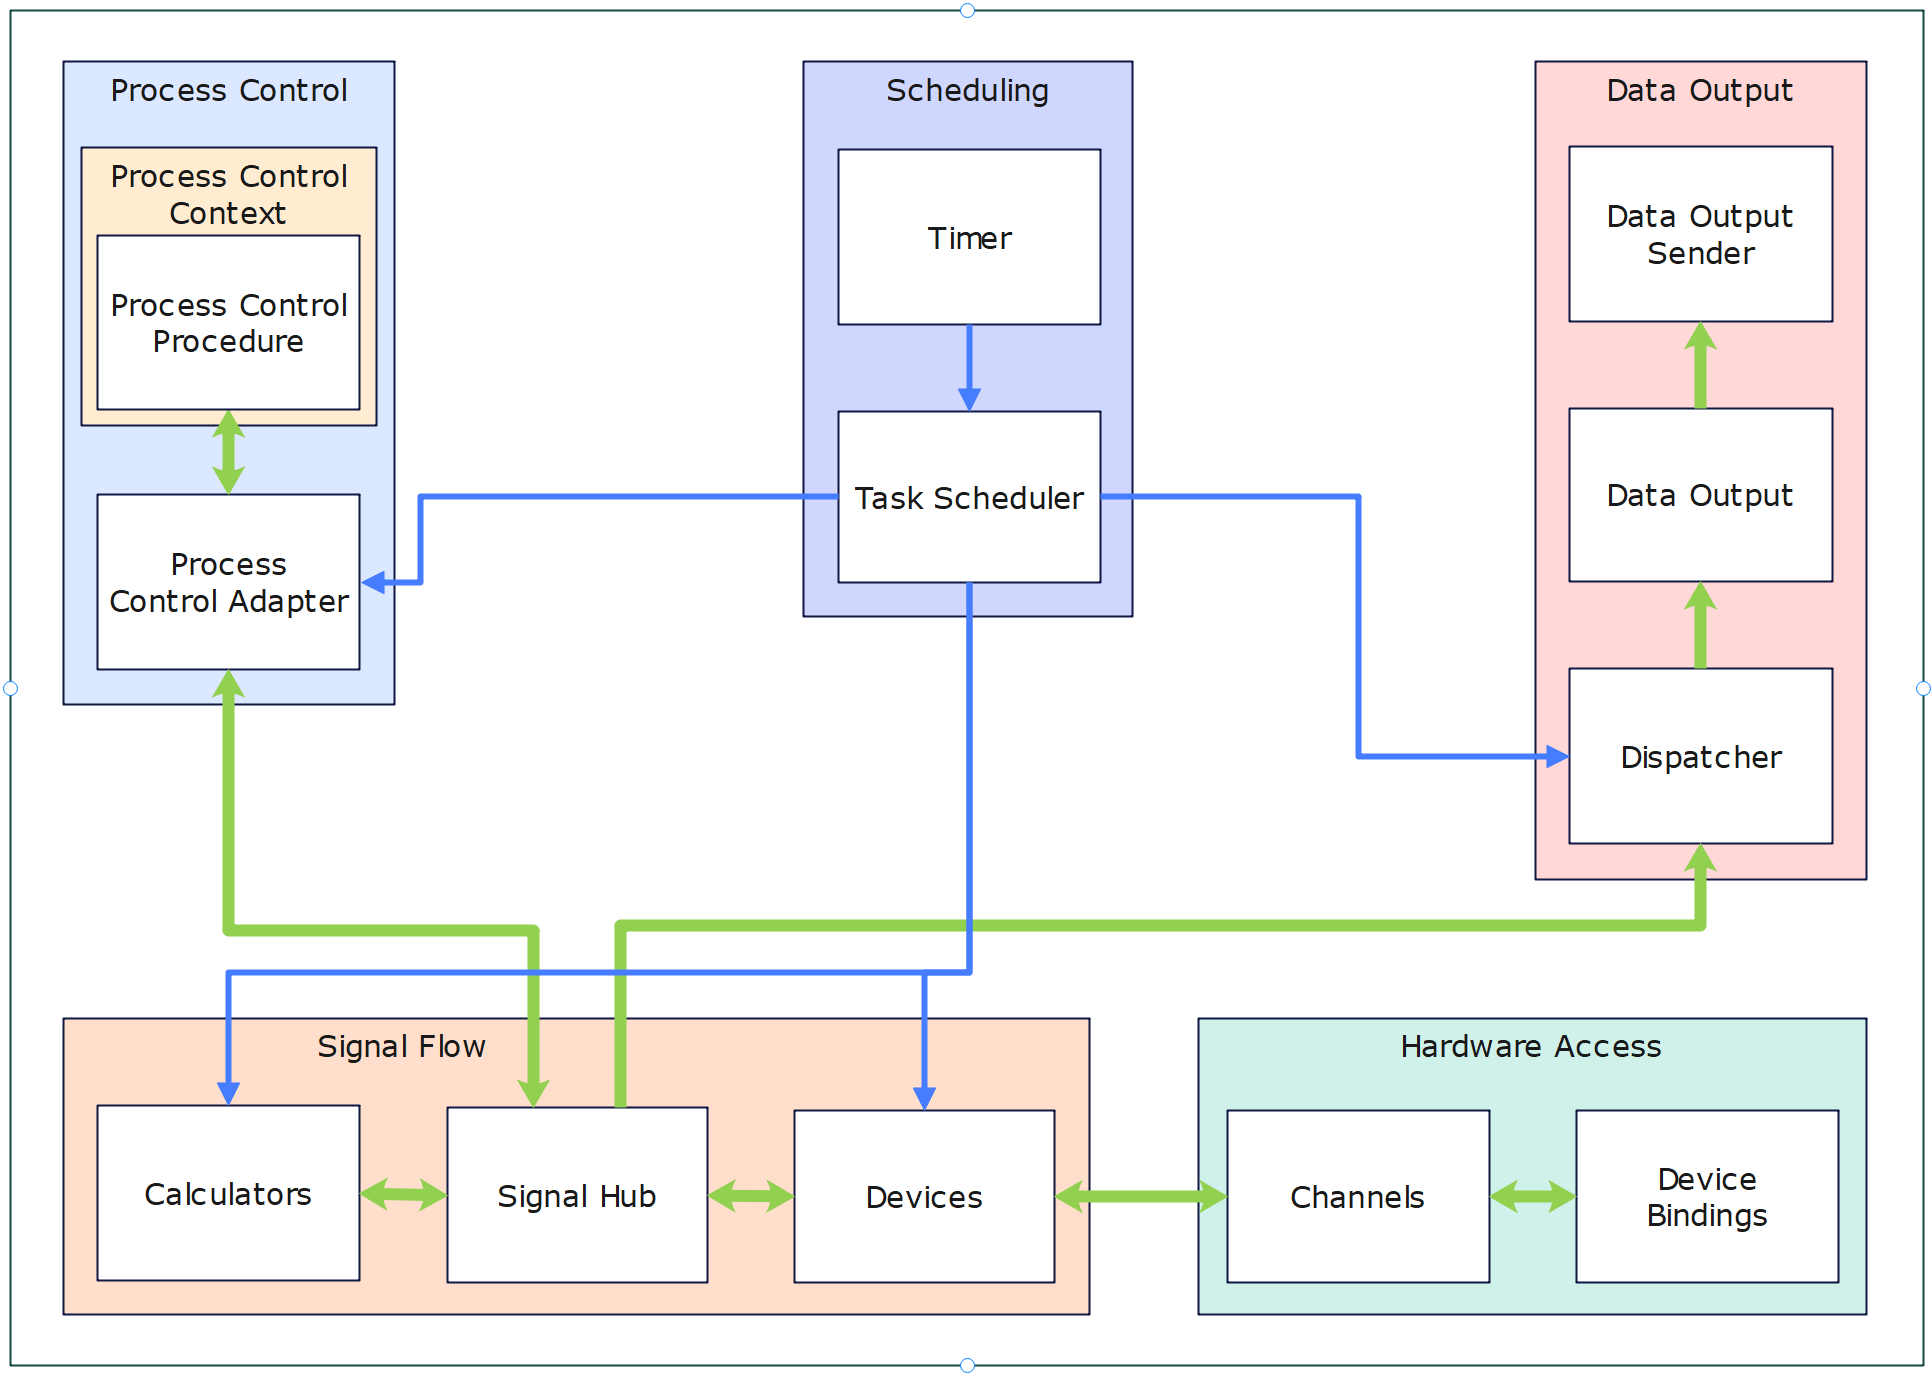 Process Control
Process Control
Context
Process Control
Procedure
Process
Control Adapter
Scheduling
Timer
Task Scheduler
Data Output
Data Output
Sender
Data Output
Dispatcher
Signal Flow
Calculators
Signal Hub
Devices
Hardware Access
Channels
Device
Bindings